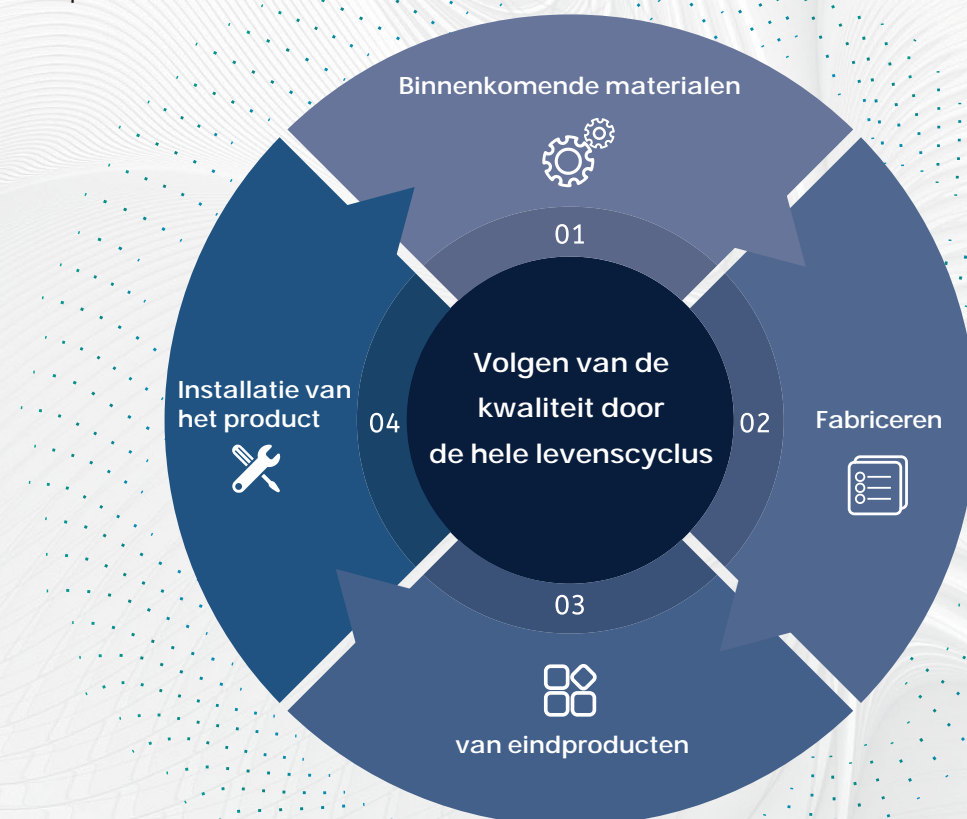 Binnenkomende materialen
01
Volgen van de
kwaliteit door
de hele levenscyclus
02
Fabriceren
03
van eindproducten
04
Installatie van
het product